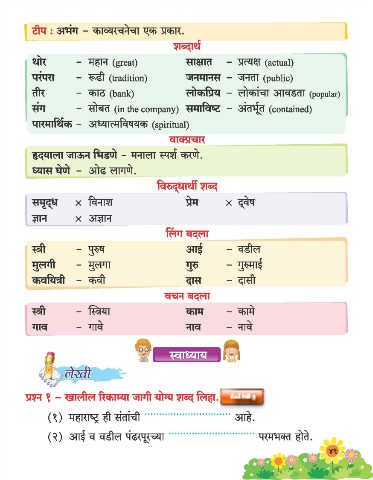 टीप : अभंग – काव्यरचनेचा एक प्रकार.
शब्दार्थ
थोर – महान (great) साक्षात – प्रत्यक्ष (actual)
परंपरा – रूढी (tradition) जनमानस – जनता (public)
तीर – काठ (bank) लोकप्रिय – लोकांचा आवडता (popular)
संग – सोबत (in the company) समाविष्ट – अंतर्भूत (contained)
पारमार्थिक – अध्यात्मविषयक (spiritual)
वाक्प्रचार
हृदयाला जाऊन भिडणे – मनाला स्पर्श करणे.
ध्यास घेणे – ओढ लागणे.
विरुद्धार्थी शब्द
समृद्ध × विनाश प्रेम × द्वेष
ज्ञान × अज्ञान
लिंग बदला
स्त्री – पुरुष आई – वडील
मुलगी – मुलगा गुरु – गुरुमाई
कवयित्री – कवी दास – दासी
वचन बदला
स्त्री – स्त्रिया काम – कामे
गाव – गावे नाव – नावे
स्वाध्याय
लेखी
प्रश्न १ – खालील रिकाम्या जागी योग्य शब्द लिहा.
(१) महाराष्ट्र ही संतांची ........................ आहे.
(२) आई व वडील पंढरपूरच्या ........................ परमभक्त होते.